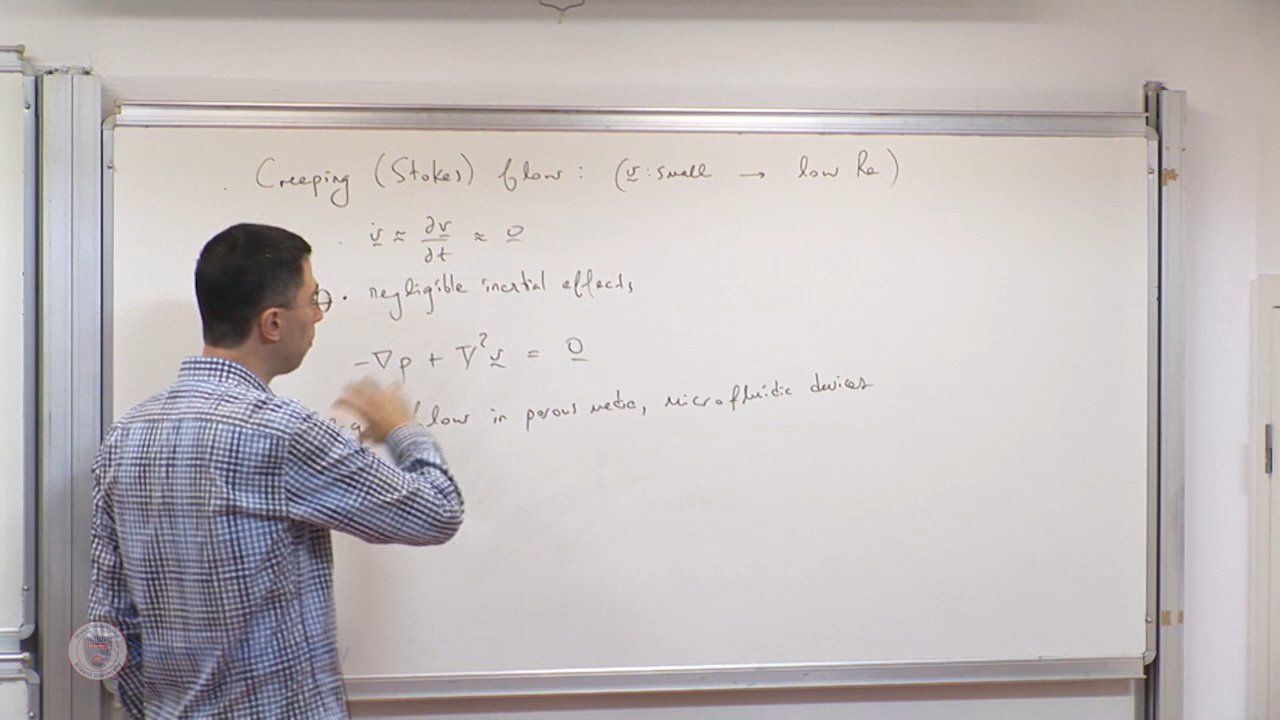 Creeping (Stokes) flow: (v: small → low Re)
· v̇ ≈ ∂v/∂t ≈ 0
· negligible inertial effects
-∇p + ∇²v = 0
flow in porous media, microfluidic devices